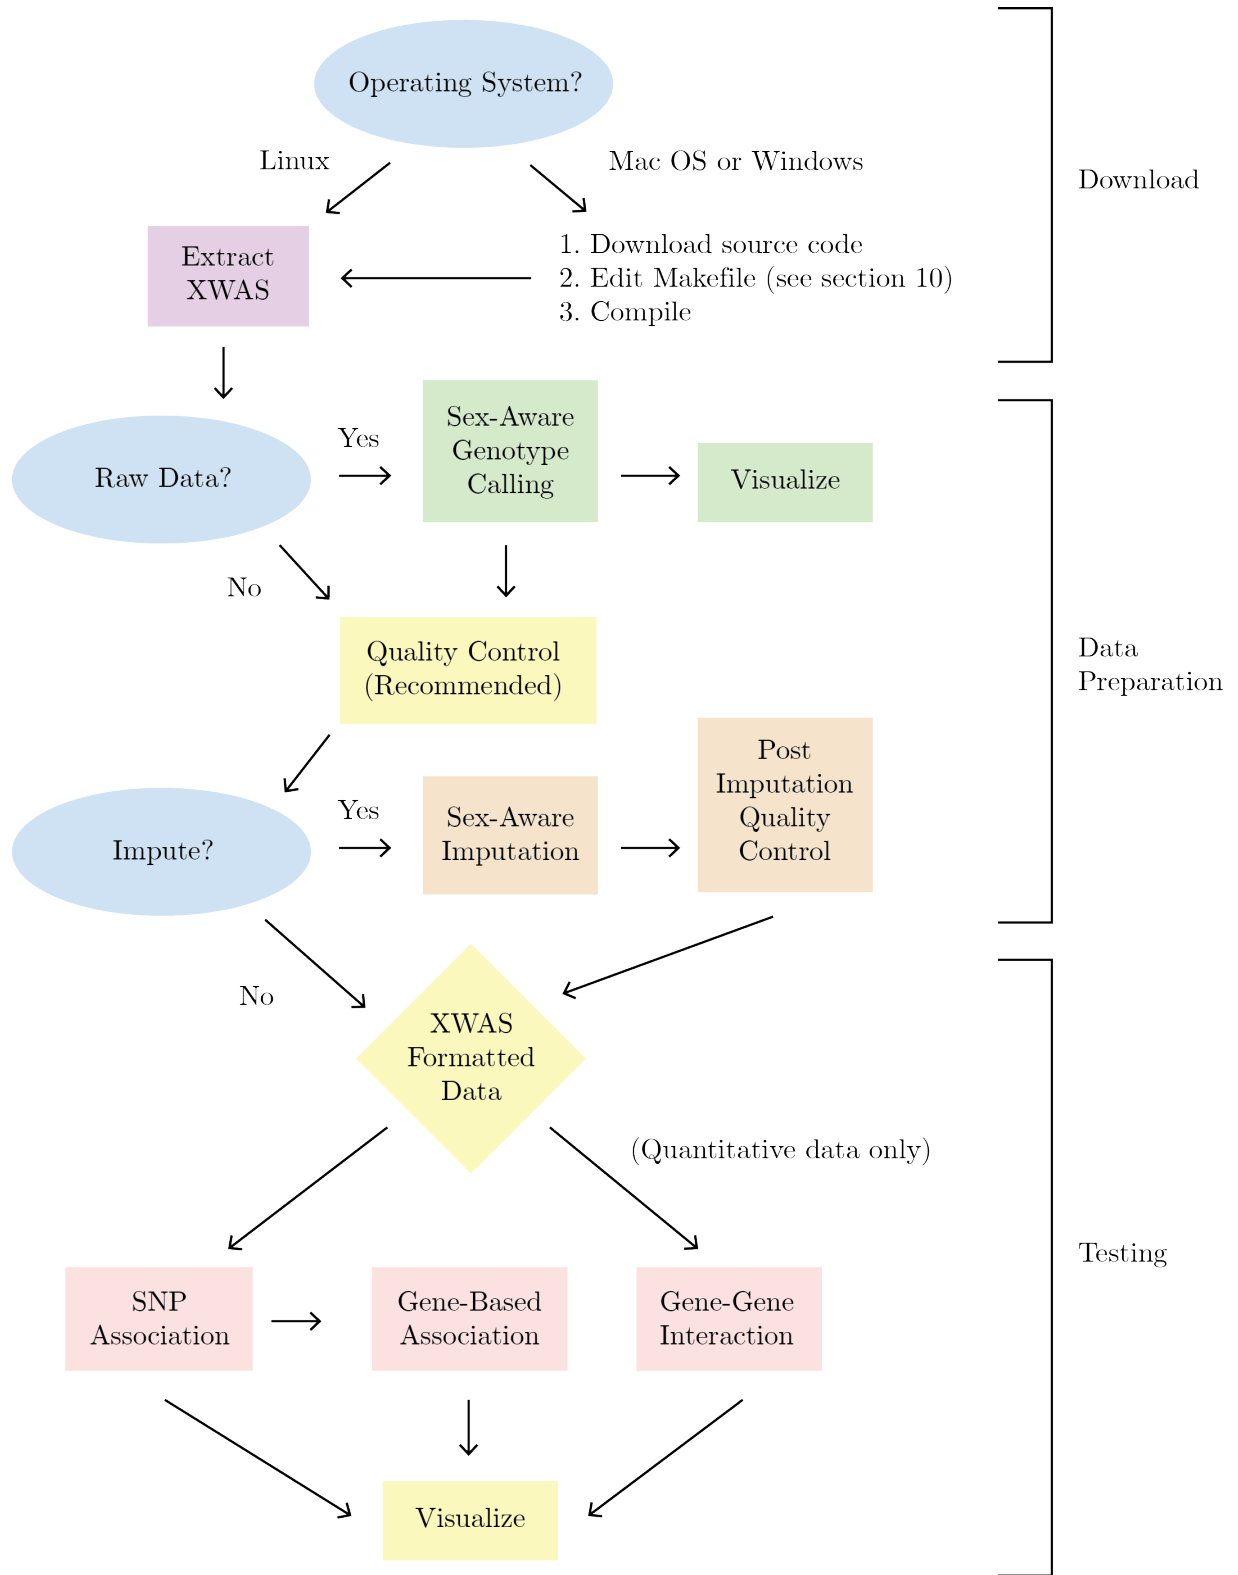 Operating System?
Linux
Mac OS or Windows
Download
Extract
XWAS
1. Download source code
2. Edit Makefile (see section 10)
3. Compile
Raw Data?
Yes
Sex-Aware
Genotype
Calling
Visualize
No
Quality Control
(Recommended)
Data
Preparation
Impute?
Yes
Sex-Aware
Imputation
Post
Imputation
Quality
Control
No
XWAS
Formatted
Data
(Quantitative data only)
Testing
SNP
Association
Gene-Based
Association
Gene-Gene
Interaction
Visualize